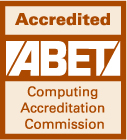 Accredited
ABET
Computing
Accreditation
Commission